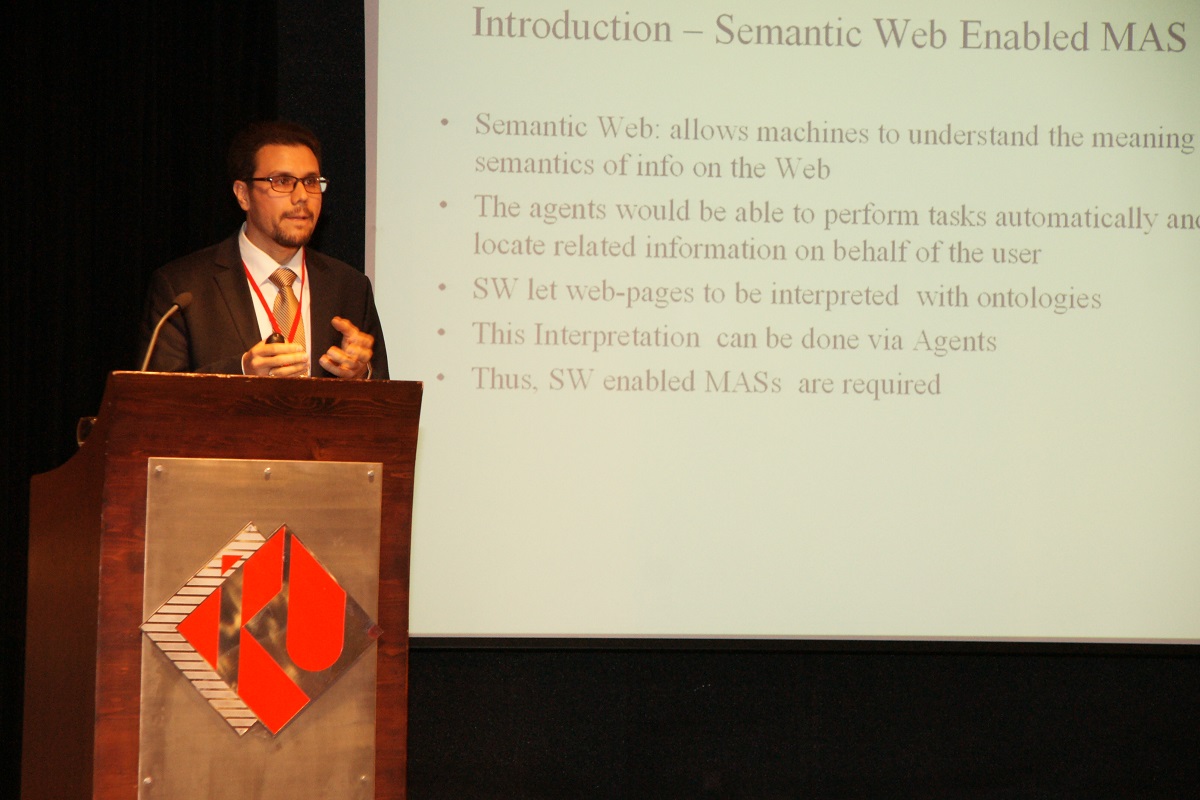 Introduction – Semantic Web Enabled MAS
• Semantic Web: allows machines to understand the meaning
semantics of info on the Web
• The agents would be able to perform tasks automatically and
locate related information on behalf of the user
• SW let web-pages to be interpreted with ontologies
• This Interpretation can be done via Agents
• Thus, SW enabled MASs are required